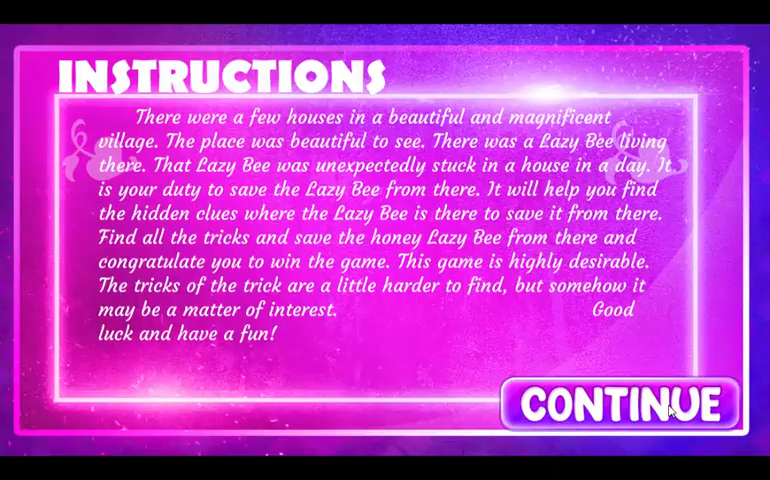 INSTRUCTIONS
There were a few houses in a beautiful and magnificent
village. The place was beautiful to see. There was a Lazy Bee living
there. That Lazy Bee was unexpectedly stuck in a house in a day. It
is your duty to save the Lazy Bee from there. It will help you find
the hidden clues where the Lazy Bee is there to save it from there.
Find all the tricks and save the honey Lazy Bee from there and
congratulate you to win the game. This game is highly desirable.
The tricks of the trick are a little harder to find, but somehow it
may be a matter of interest. Good
luck and have a fun!
CONTINUE